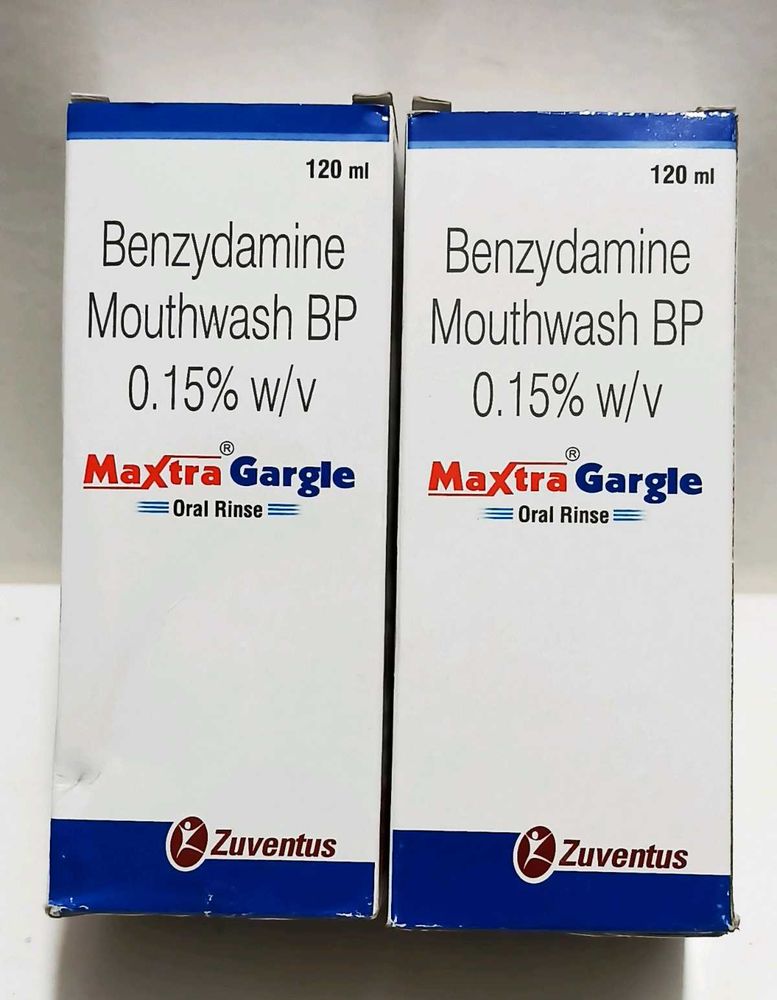 120 ml
Benzydamine
Mouthwash BP
0.15% w/v
Maxtra® Gargle
Oral Rinse
Zuventus
120 ml
Benzydamine
Mouthwash BP
0.15% w/v
Maxtra® Gargle
Oral Rinse
Zuventus